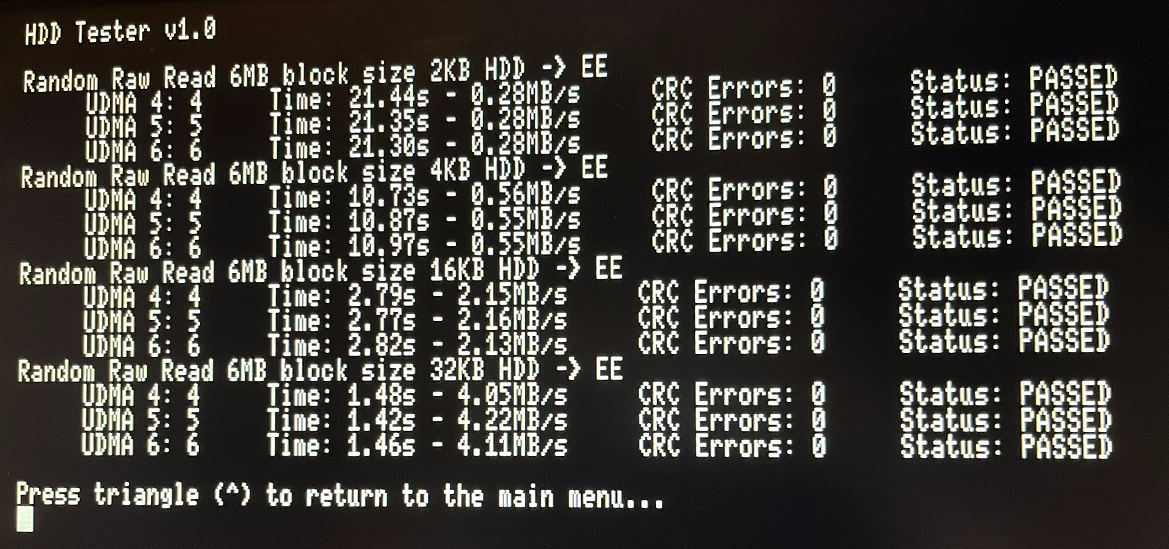 HDD Tester v1.0
Random Raw Read 6MB block size 2KB HDD -> EE
UDMA 4: 4 Time: 21.44s - 0.28MB/s CRC Errors: 0 Status: PASSED
UDMA 5: 5 Time: 21.35s - 0.28MB/s CRC Errors: 0 Status: PASSED
UDMA 6: 6 Time: 21.30s - 0.28MB/s CRC Errors: 0 Status: PASSED
Random Raw Read 6MB block size 4KB HDD -> EE
UDMA 4: 4 Time: 10.73s - 0.56MB/s CRC Errors: 0 Status: PASSED
UDMA 5: 5 Time: 10.87s - 0.55MB/s CRC Errors: 0 Status: PASSED
UDMA 6: 6 Time: 10.97s - 0.55MB/s CRC Errors: 0 Status: PASSED
Random Raw Read 6MB block size 16KB HDD -> EE
UDMA 4: 4 Time: 2.79s - 2.15MB/s CRC Errors: 0 Status: PASSED
UDMA 5: 5 Time: 2.77s - 2.16MB/s CRC Errors: 0 Status: PASSED
UDMA 6: 6 Time: 2.82s - 2.13MB/s CRC Errors: 0 Status: PASSED
Random Raw Read 6MB block size 32KB HDD -> EE
UDMA 4: 4 Time: 1.48s - 4.05MB/s CRC Errors: 0 Status: PASSED
UDMA 5: 5 Time: 1.42s - 4.22MB/s CRC Errors: 0 Status: PASSED
UDMA 6: 6 Time: 1.46s - 4.11MB/s CRC Errors: 0 Status: PASSED
Press triangle (^) to return to the main menu...